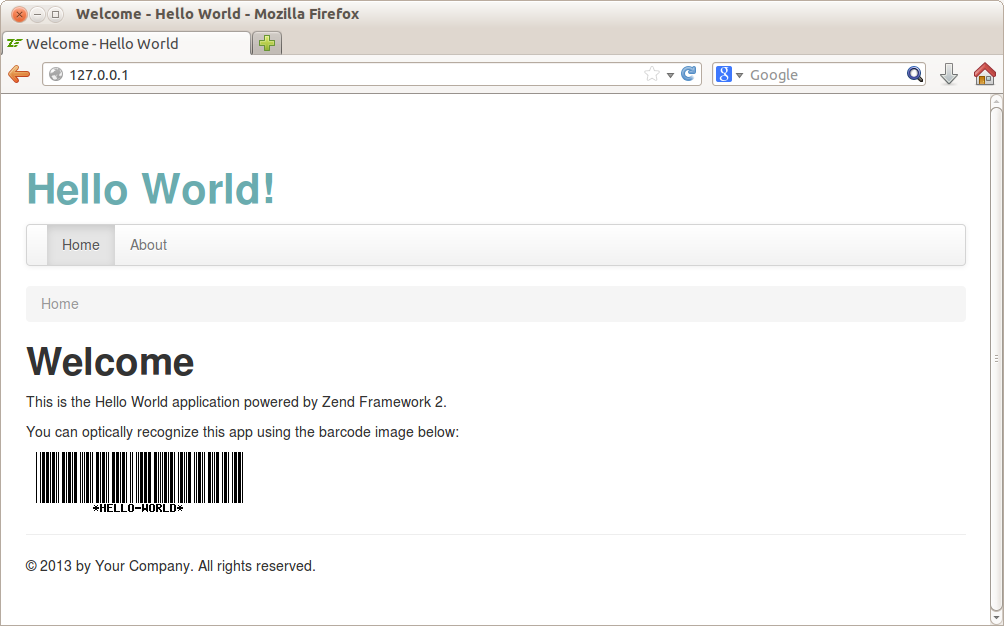 Welcome - Hello World - Mozilla Firefox
Welcome - Hello World
127.0.0.1
8 Google
Hello World!
Home About
Home
Welcome
This is the Hello World application powered by Zend Framework 2.
You can optically recognize this app using the barcode image below:
*HELLO-WORLD*
© 2013 by Your Company. All rights reserved.